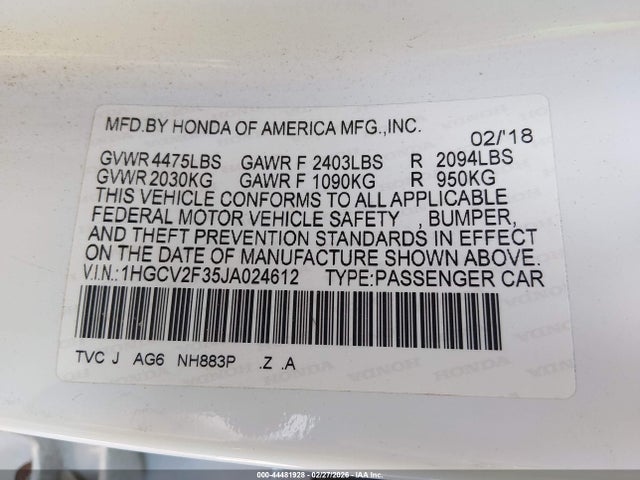 MFD.BY HONDA OF AMERICA MFG.,INC. 02/'18
GVWR 4475LBS GAWR F 2403LBS R 2094LBS
GVWR 2030KG GAWR F 1090KG R 950KG
THIS VEHICLE CONFORMS TO ALL APPLICABLE
FEDERAL MOTOR VEHICLE SAFETY , BUMPER,
AND THEFT PREVENTION STANDARDS IN EFFECT
ON THE DATE OF MANUFACTURE SHOWN ABOVE.
V.I.N.:1HGCV2F35JA024612 TYPE:PASSENGER CAR
TVC J AG6 NH883P .Z .A
HONDA HONDA HONDA
000-44481928 - 02/27/2026 - IAA Inc.